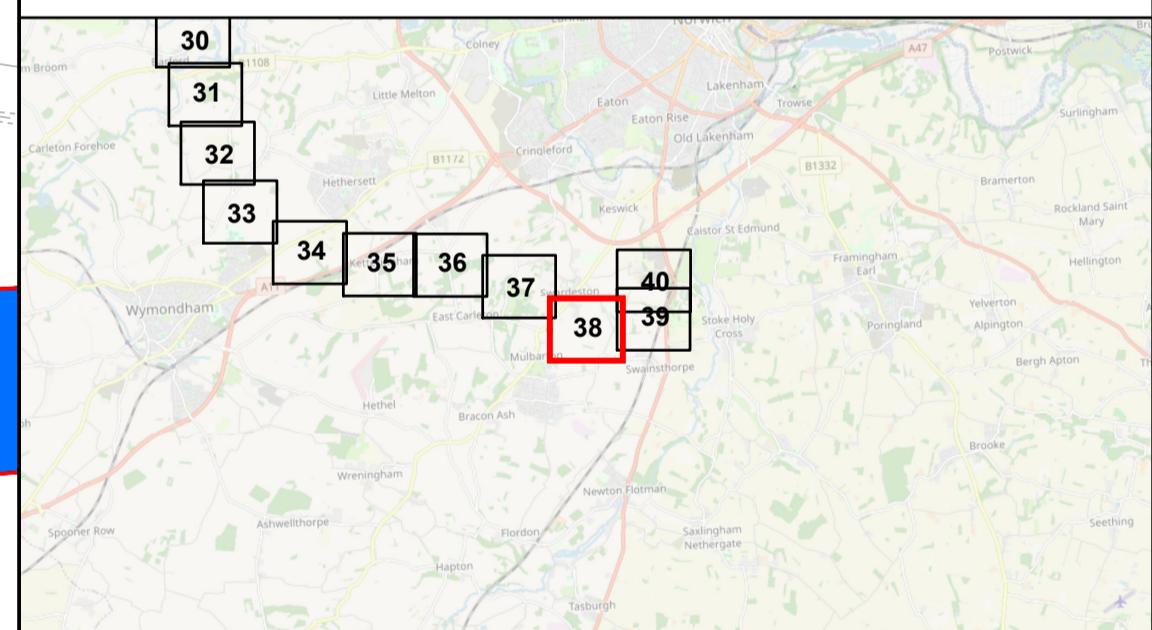 Norwich
30
Colney
A47
Postwick
m Broom
Barford
B1108
31
Little Melton
Lakenham
Eaton
Trowse
Surlingham
Eaton Rise
Old Lakenham
Carleton Forehoe
32
B1172
Cringleford
B1332
Hethersett
Bramerton
33
Keswick
Rockland Saint
Mary
Caistor St Edmund
34
35
36
Framingham
Earl
Hellington
40
A11
37
Swardeston
Wymondham
East Carleton
39
Yelverton
38
Stoke Holy
Cross
Poringland
Alpington
Mulbarton
Swainsthorpe
Bergh Apton
Th
Hethel
Bracon Ash
Brooke
Wreningham
Newton Flotman
Ashwellthorpe
Seething
Spooner Row
Flordon
Saxlingham
Nethergate
Hapton
Tasburgh